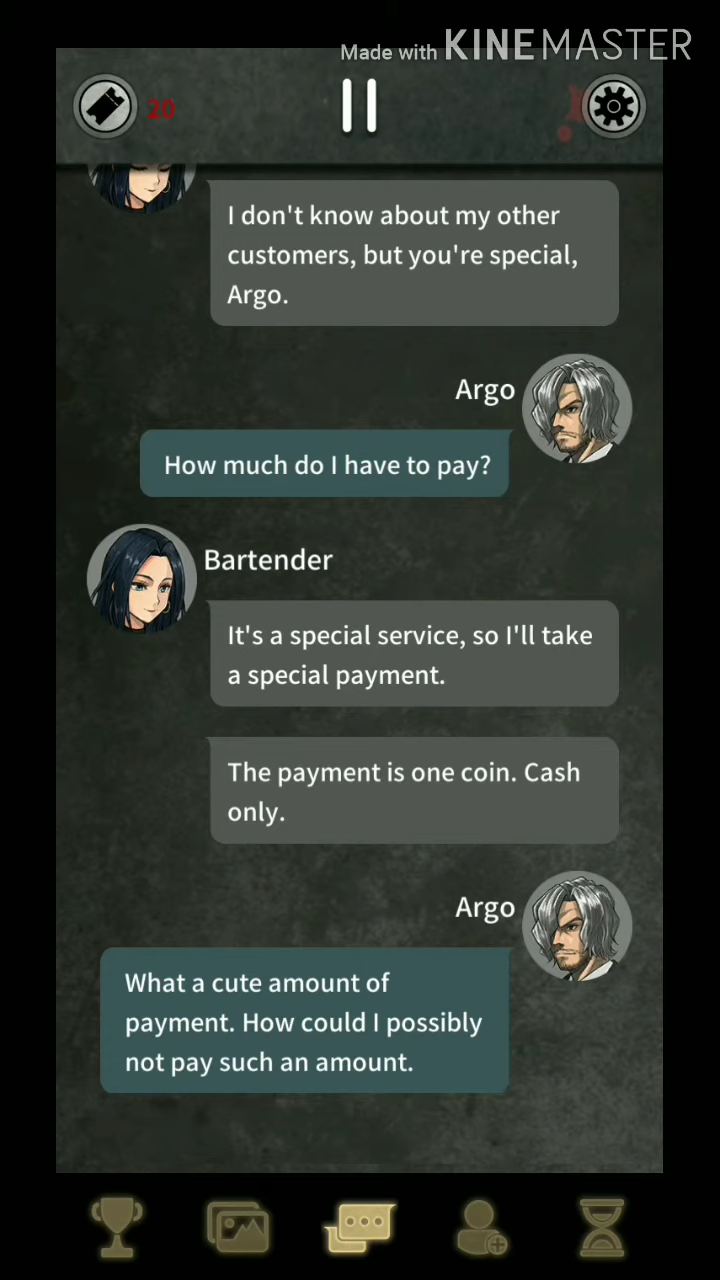 Made with KINEMASTER
20
I don't know about my other
customers, but you're special,
Argo.
Argo
How much do I have to pay?
Bartender
It's a special service, so I'll take
a special payment.
The payment is one coin. Cash
only.
Argo
What a cute amount of
payment. How could I possibly
not pay such an amount.